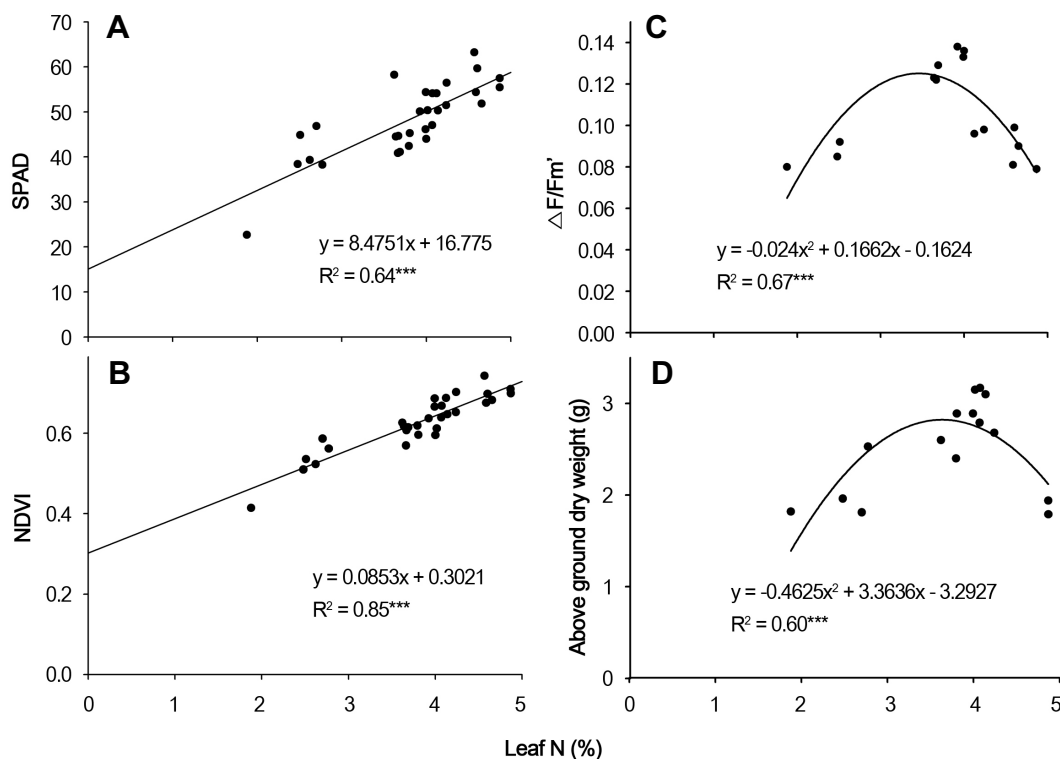 A
SPAD
70
60
50
40
30
20
10
0
y = 8.4751x + 16.775
R² = 0.64***
B
NDVI
0.6
0.4
0.2
0.0
y = 0.0853x + 0.3021
R² = 0.85***
0 1 2 3 4 5
C
△F/Fm'
0.14
0.12
0.10
0.08
0.06
0.04
0.02
0.00
y = -0.024x² + 0.1662x - 0.1624
R² = 0.67***
D
Above ground dry weight (g)
3
2
1
0
y = -0.4625x² + 3.3636x - 3.2927
R² = 0.60***
0 1 2 3 4 5
Leaf N (%)